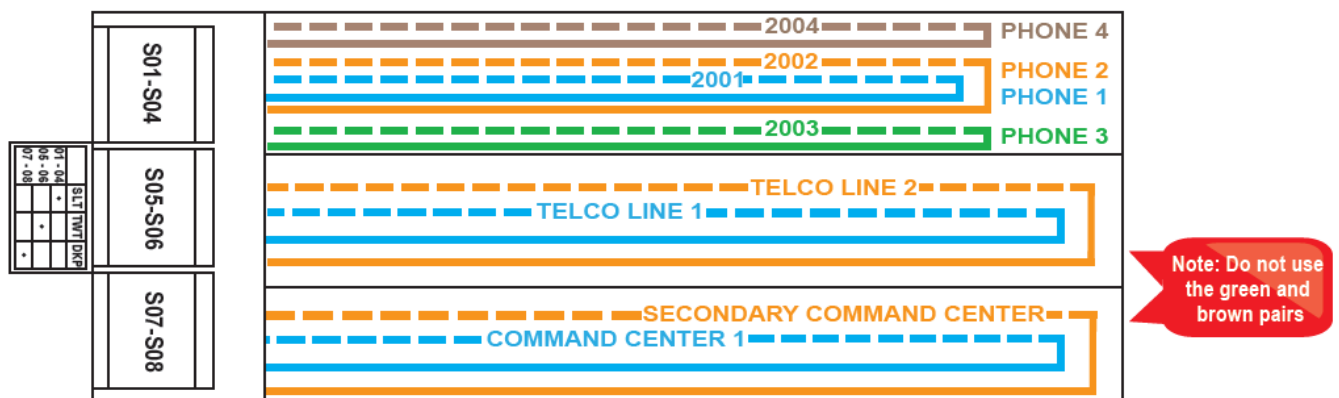 2004
PHONE 4
2002
PHONE 2
2001
PHONE 1
2003
PHONE 3
S01-S04
TELCO LINE 2
TELCO LINE 1
S05-S06
SLT TWT DKP
01 - 04
06 - 06
07 - 08
SECONDARY COMMAND CENTER
COMMAND CENTER 1
S07-S08
Note: Do not use
the green and
brown pairs